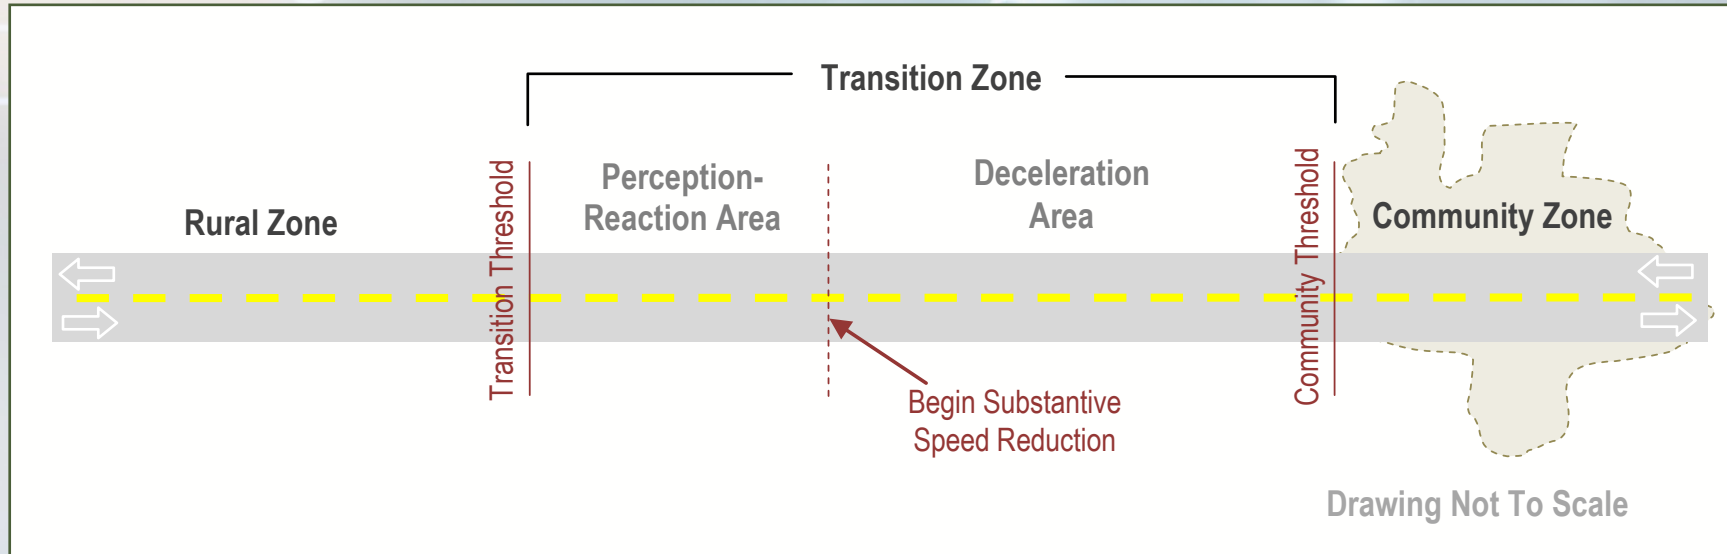 Transition Zone
Transition Threshold
Perception-
Reaction Area
Deceleration
Area
Community Threshold
Rural Zone
Community Zone
Begin Substantive
Speed Reduction
Drawing Not To Scale